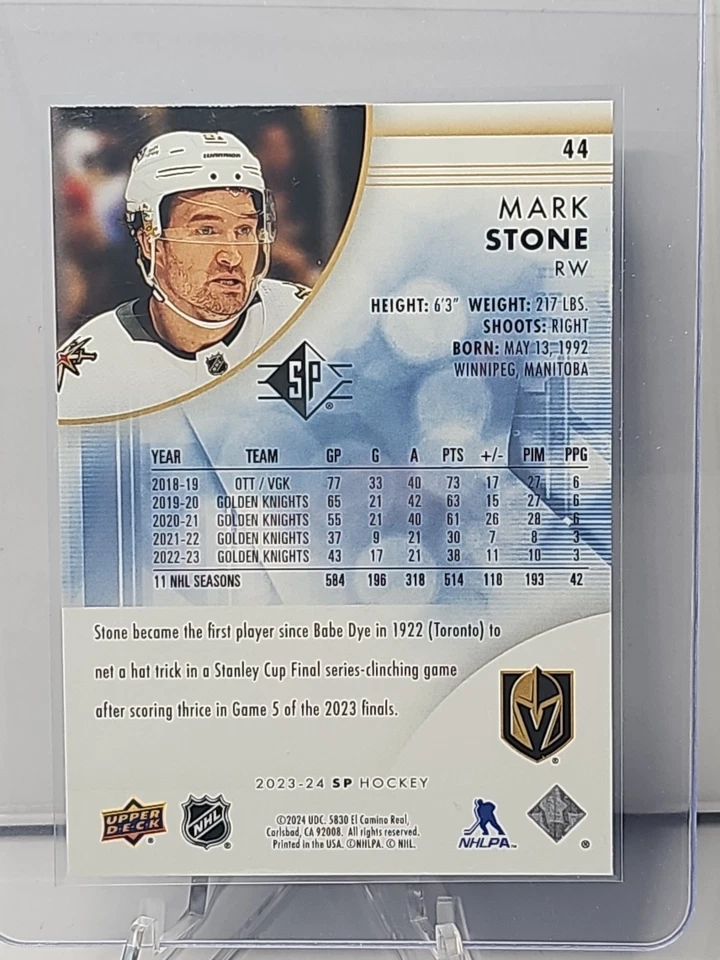 44
WARRIOR
MARK
STONE
RW
HEIGHT: 6'3" WEIGHT: 217 LBS.
SHOOTS: RIGHT
BORN: MAY 13, 1992
WINNIPEG, MANITOBA
SP
®
YEAR TEAM GP G A PTS +/- PIM PPG
2018-19 OTT / VGK 77 33 40 73 17 27 6
2019-20 GOLDEN KNIGHTS 65 21 42 63 15 27 6
2020-21 GOLDEN KNIGHTS 55 21 40 61 26 28 6
2021-22 GOLDEN KNIGHTS 37 9 21 30 7 8 3
2022-23 GOLDEN KNIGHTS 43 17 21 38 11 10 3
11 NHL SEASONS 584 196 318 514 118 193 42
Stone became the first player since Babe Dye in 1922 (Toronto) to
net a hat trick in a Stanley Cup Final series-clinching game
after scoring thrice in Game 5 of the 2023 finals.
®
2023-24 SP HOCKEY
UPPER
DECK
®
NHL
®
©2024 UDC. 5830 El Camino Real,
Carlsbad, CA 92008. All rights reserved.
Printed in the USA. ©NHLPA. © NHL.
NHLPA™
®